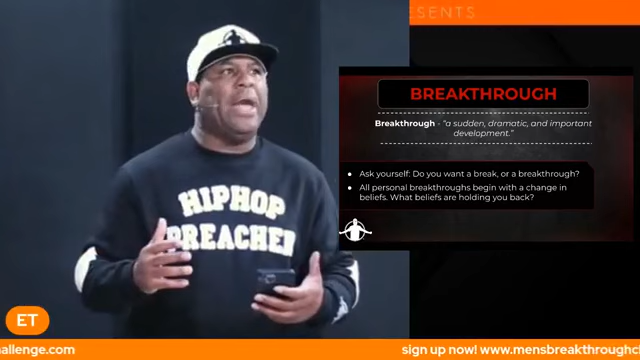 ESENTS
HIPHOP
PREACHER
BREAKTHROUGH
Breakthrough - “a sudden, dramatic, and important
development.”
● Ask yourself: Do you want a break, or a breakthrough?
● All personal breakthroughs begin with a change in
beliefs. What beliefs are holding you back?
ET
hallenge.com
sign up now! www.mensbreakthroughc